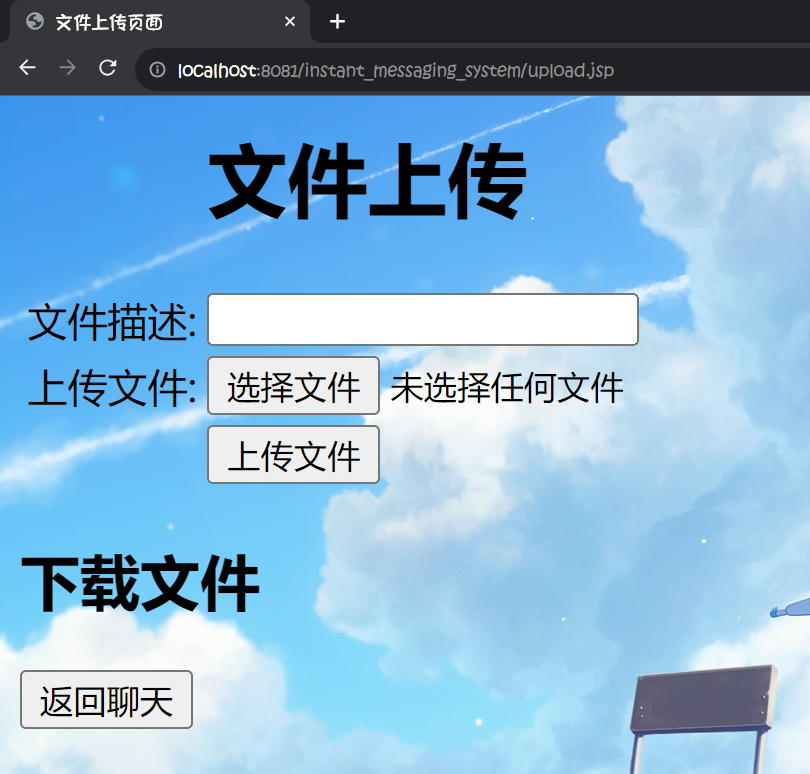 文件上传页面
localhost:8081/instant_messaging_system/upload.jsp
文件上传
文件描述:
上传文件: 选择文件 未选择任何文件
上传文件
下载文件
返回聊天